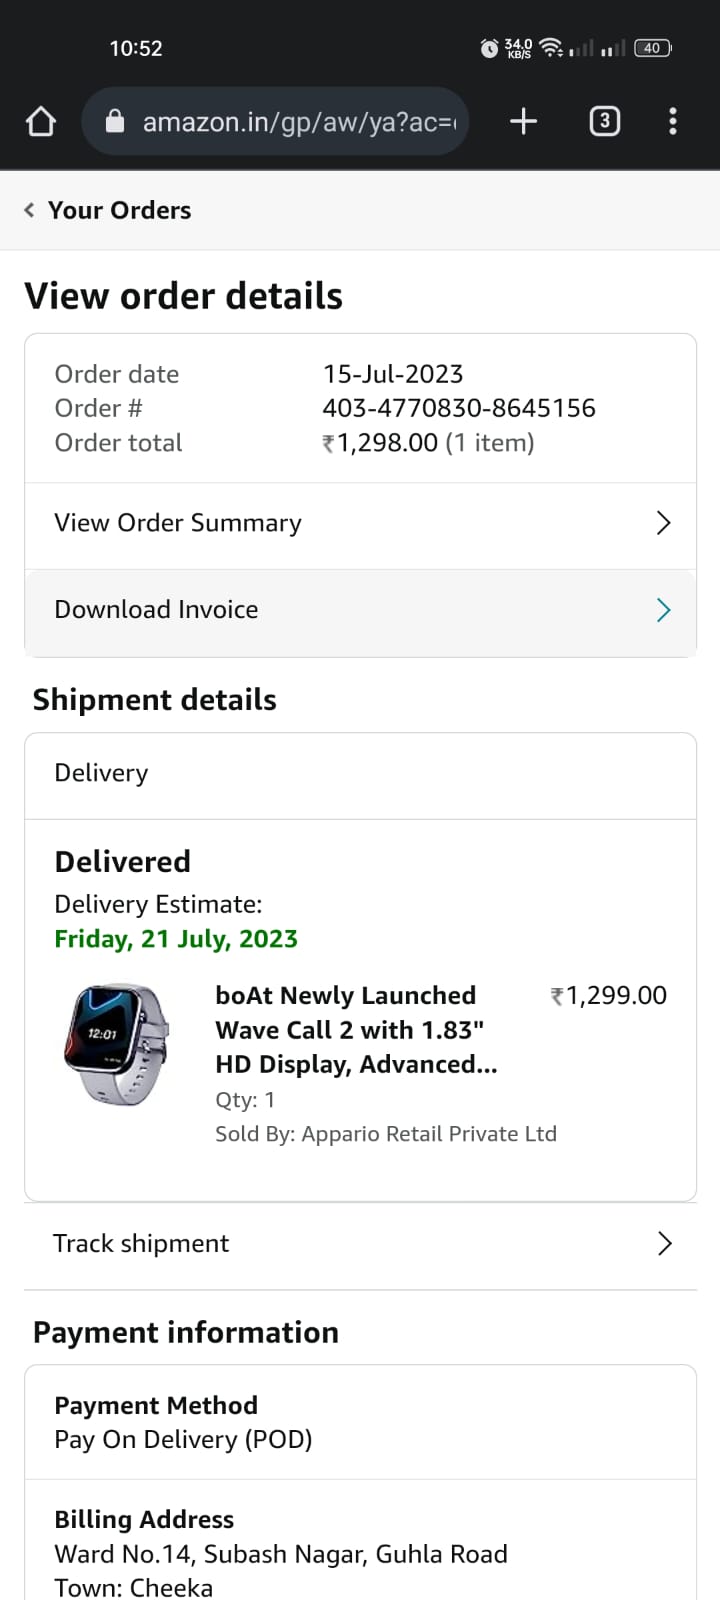 10:52
34.0
KB/S
40
amazon.in/gp/aw/ya?ac=
3
Your Orders
View order details
Order date 15-Jul-2023
Order # 403-4770830-8645156
Order total ₹1,298.00 (1 item)
View Order Summary
Download Invoice
Shipment details
Delivery
Delivered
Delivery Estimate:
Friday, 21 July, 2023
12:01
boAt Newly Launched ₹1,299.00
Wave Call 2 with 1.83"
HD Display, Advanced...
Qty: 1
Sold By: Appario Retail Private Ltd
Track shipment
Payment information
Payment Method
Pay On Delivery (POD)
Billing Address
Ward No.14, Subash Nagar, Guhla Road
Town: Cheeka